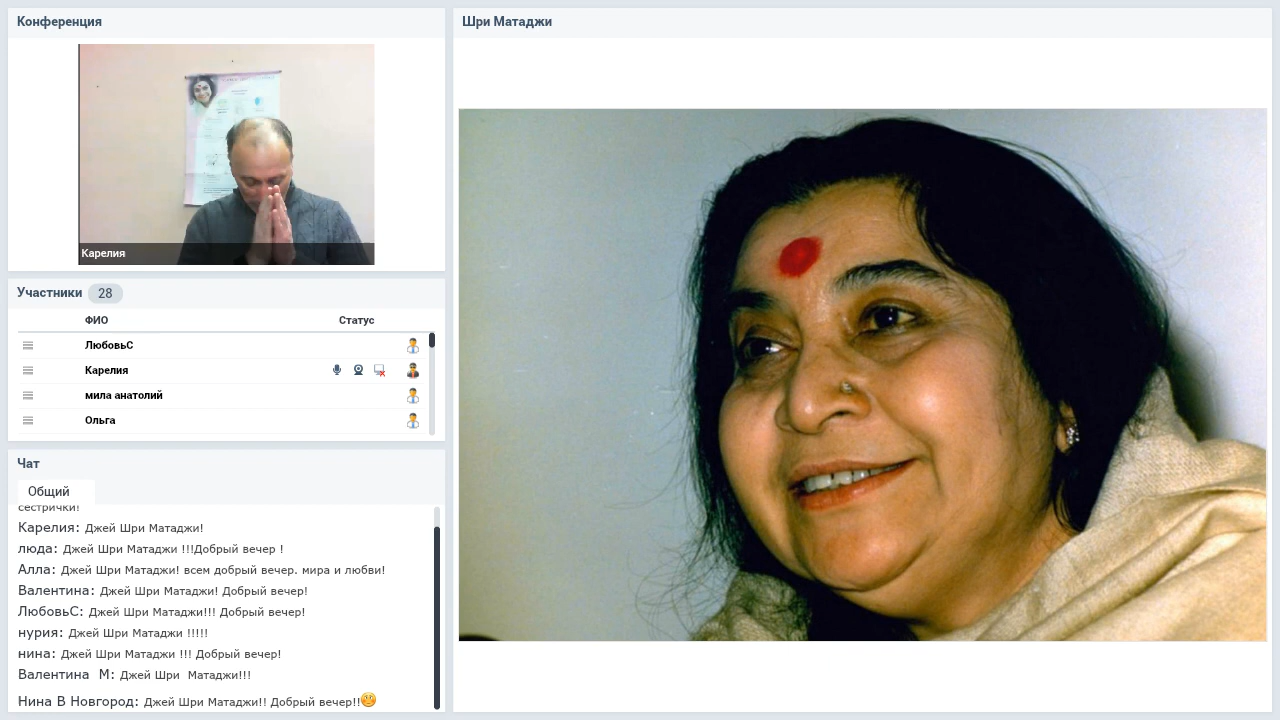 Конференция
Карелия
Участники 28
ФИО Статус
ЛюбовьС
Карелия
мила анатолий
Ольга
Чат
Общий
сестрички!
Карелия: Джей Шри Матаджи!
люда: Джей Шри Матаджи !!!Добрый вечер !
Алла: Джей Шри Матаджи! всем добрый вечер. мира и любви!
Валентина: Джей Шри Матаджи! Добрый вечер!
ЛюбовьС: Джей Шри Матаджи!!! Добрый вечер!
нурия: Джей Шри Матаджи !!!!!
нина: Джей Шри Матаджи !!! Добрый вечер!
Валентина  М: Джей Шри  Матаджи!!!
Нина В Новгород: Джей Шри Матаджи!! Добрый вечер!!
Шри Матаджи